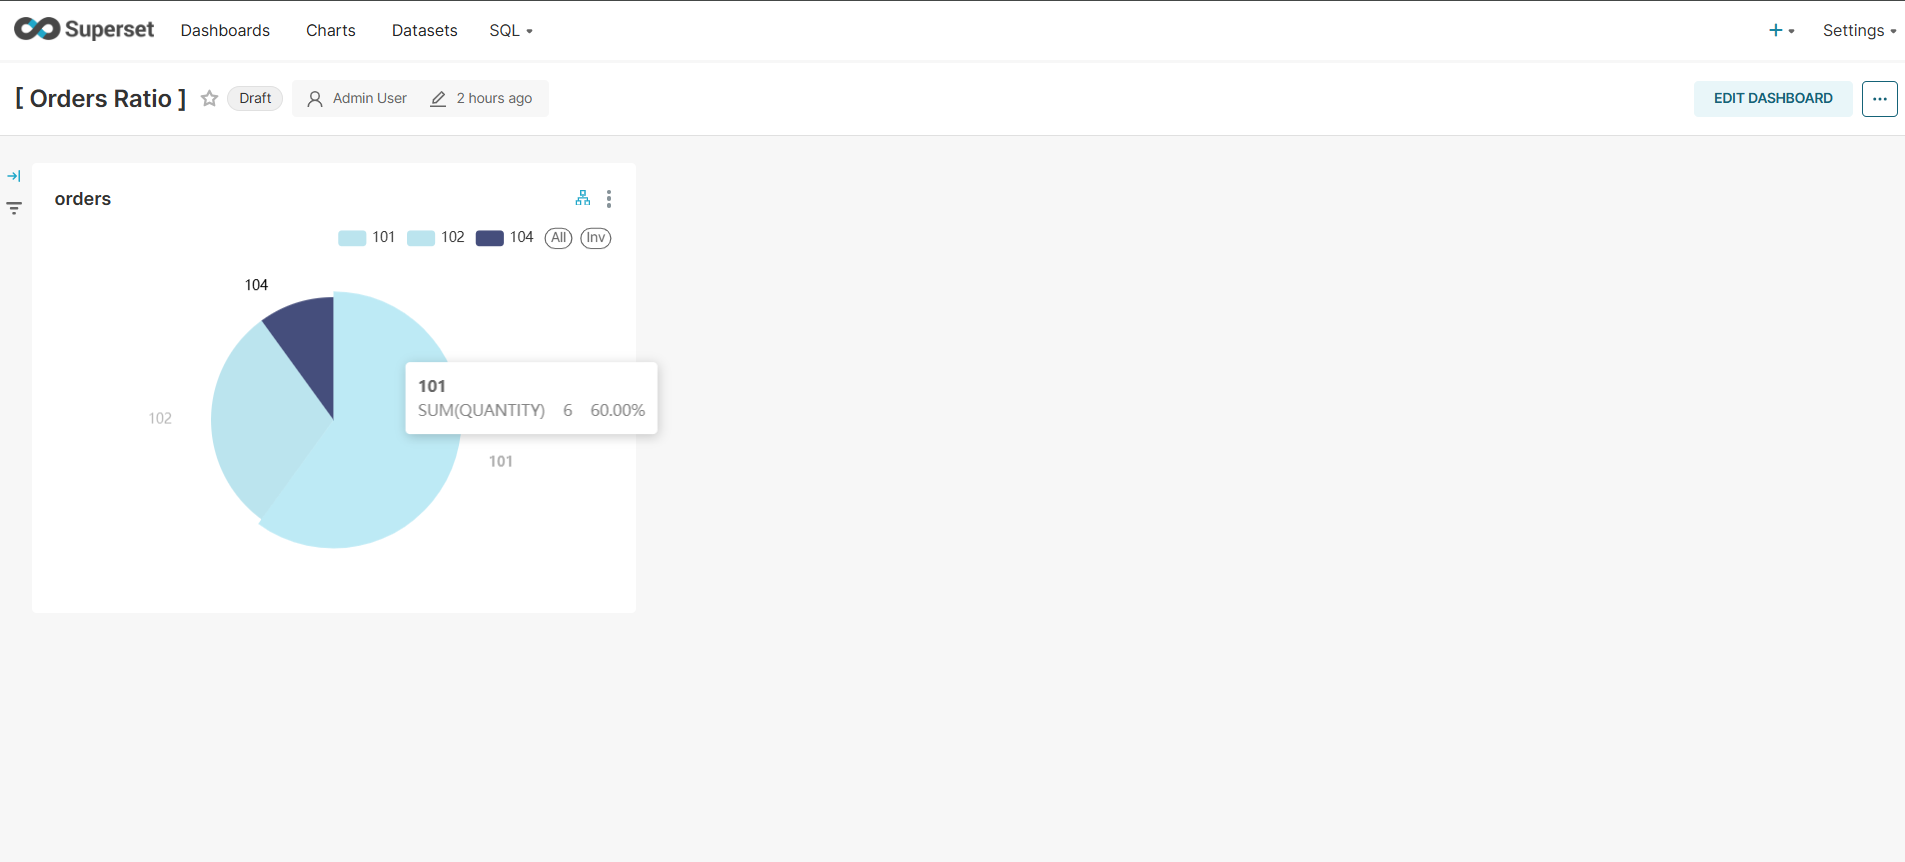 Superset Dashboards Charts Datasets SQL + Settings
[ Orders Ratio ] Draft Admin User 2 hours ago EDIT DASHBOARD ...
orders
101 102 104 All Inv
104
101
SUM(QUANTITY) 6 60.00%
102
101